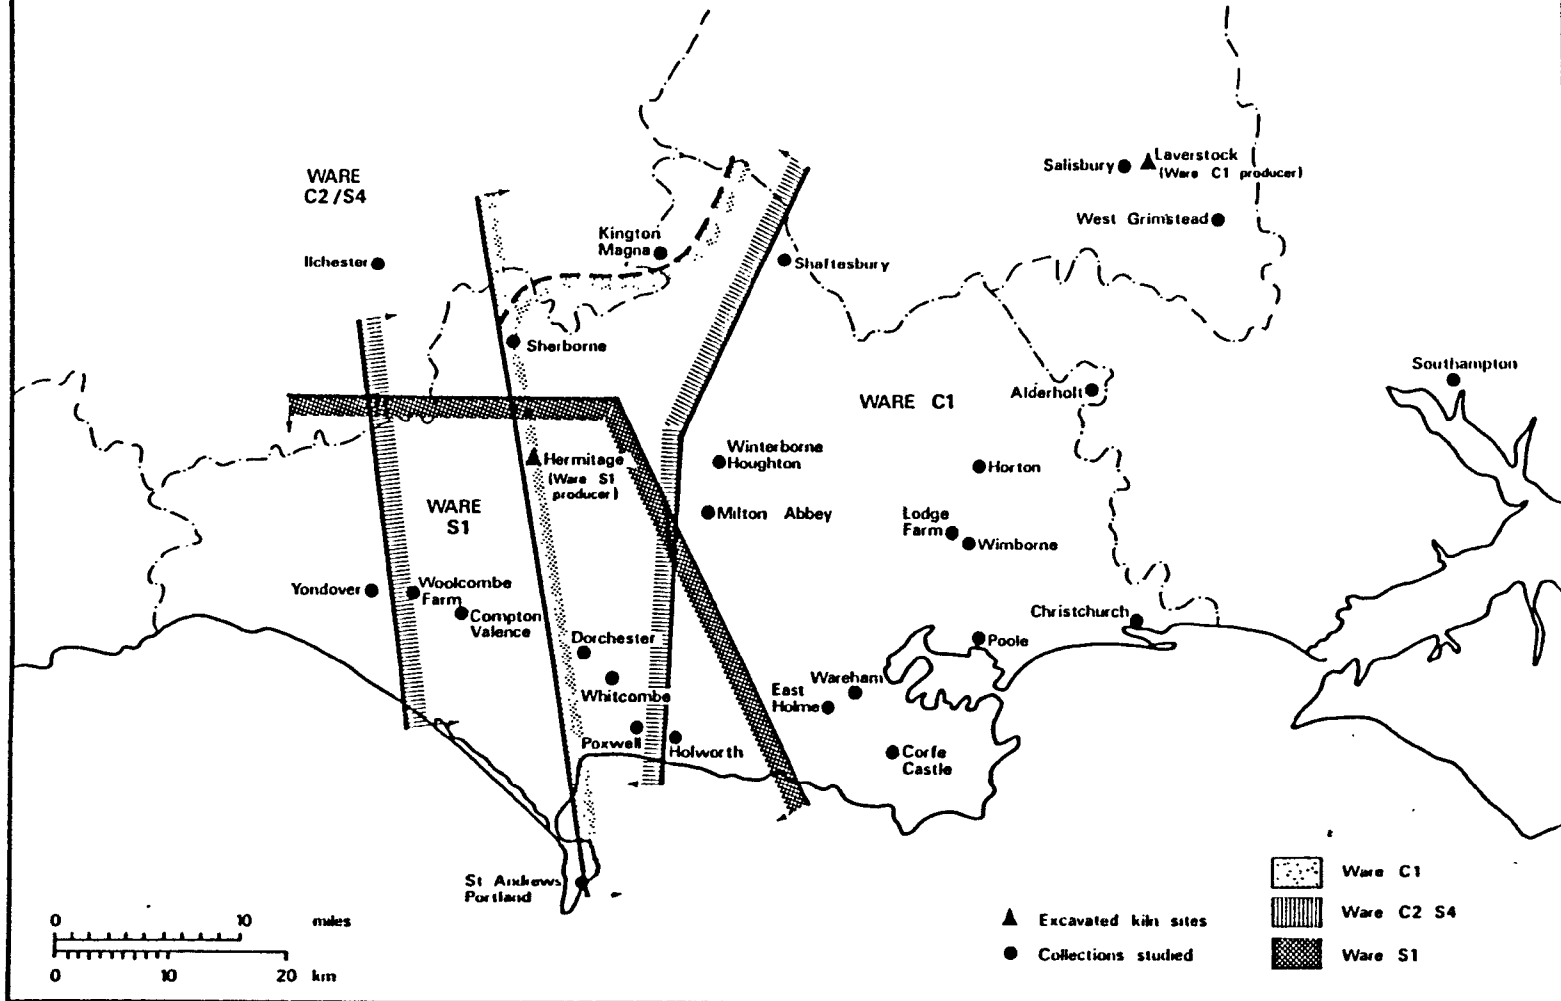 WARE
C2/S4
Ilchester
Kington
Magna
Salisbury
Laverstock
(Ware C1 producer)
West Grimstead
Shaftesbury
Sherborne
Southampton
Alderholt
WARE C1
Hermitage
(Ware S1
producer)
Winterborne
Houghton
Horton
WARE
S1
Milton Abbey
Lodge
Farm
Wimborne
Yondover
Woolcombe
Farm
Compton
Valence
Christchurch
Dorchester
Poole
Whitcombe
Wareham
East
Holme
Poxwell
Holworth
Corfe
Castle
St Andrews
Portland
0 10 miles
0 10 20 km
Excavated kiln sites
Collections studied
Ware C1
Ware C2 S4
Ware S1